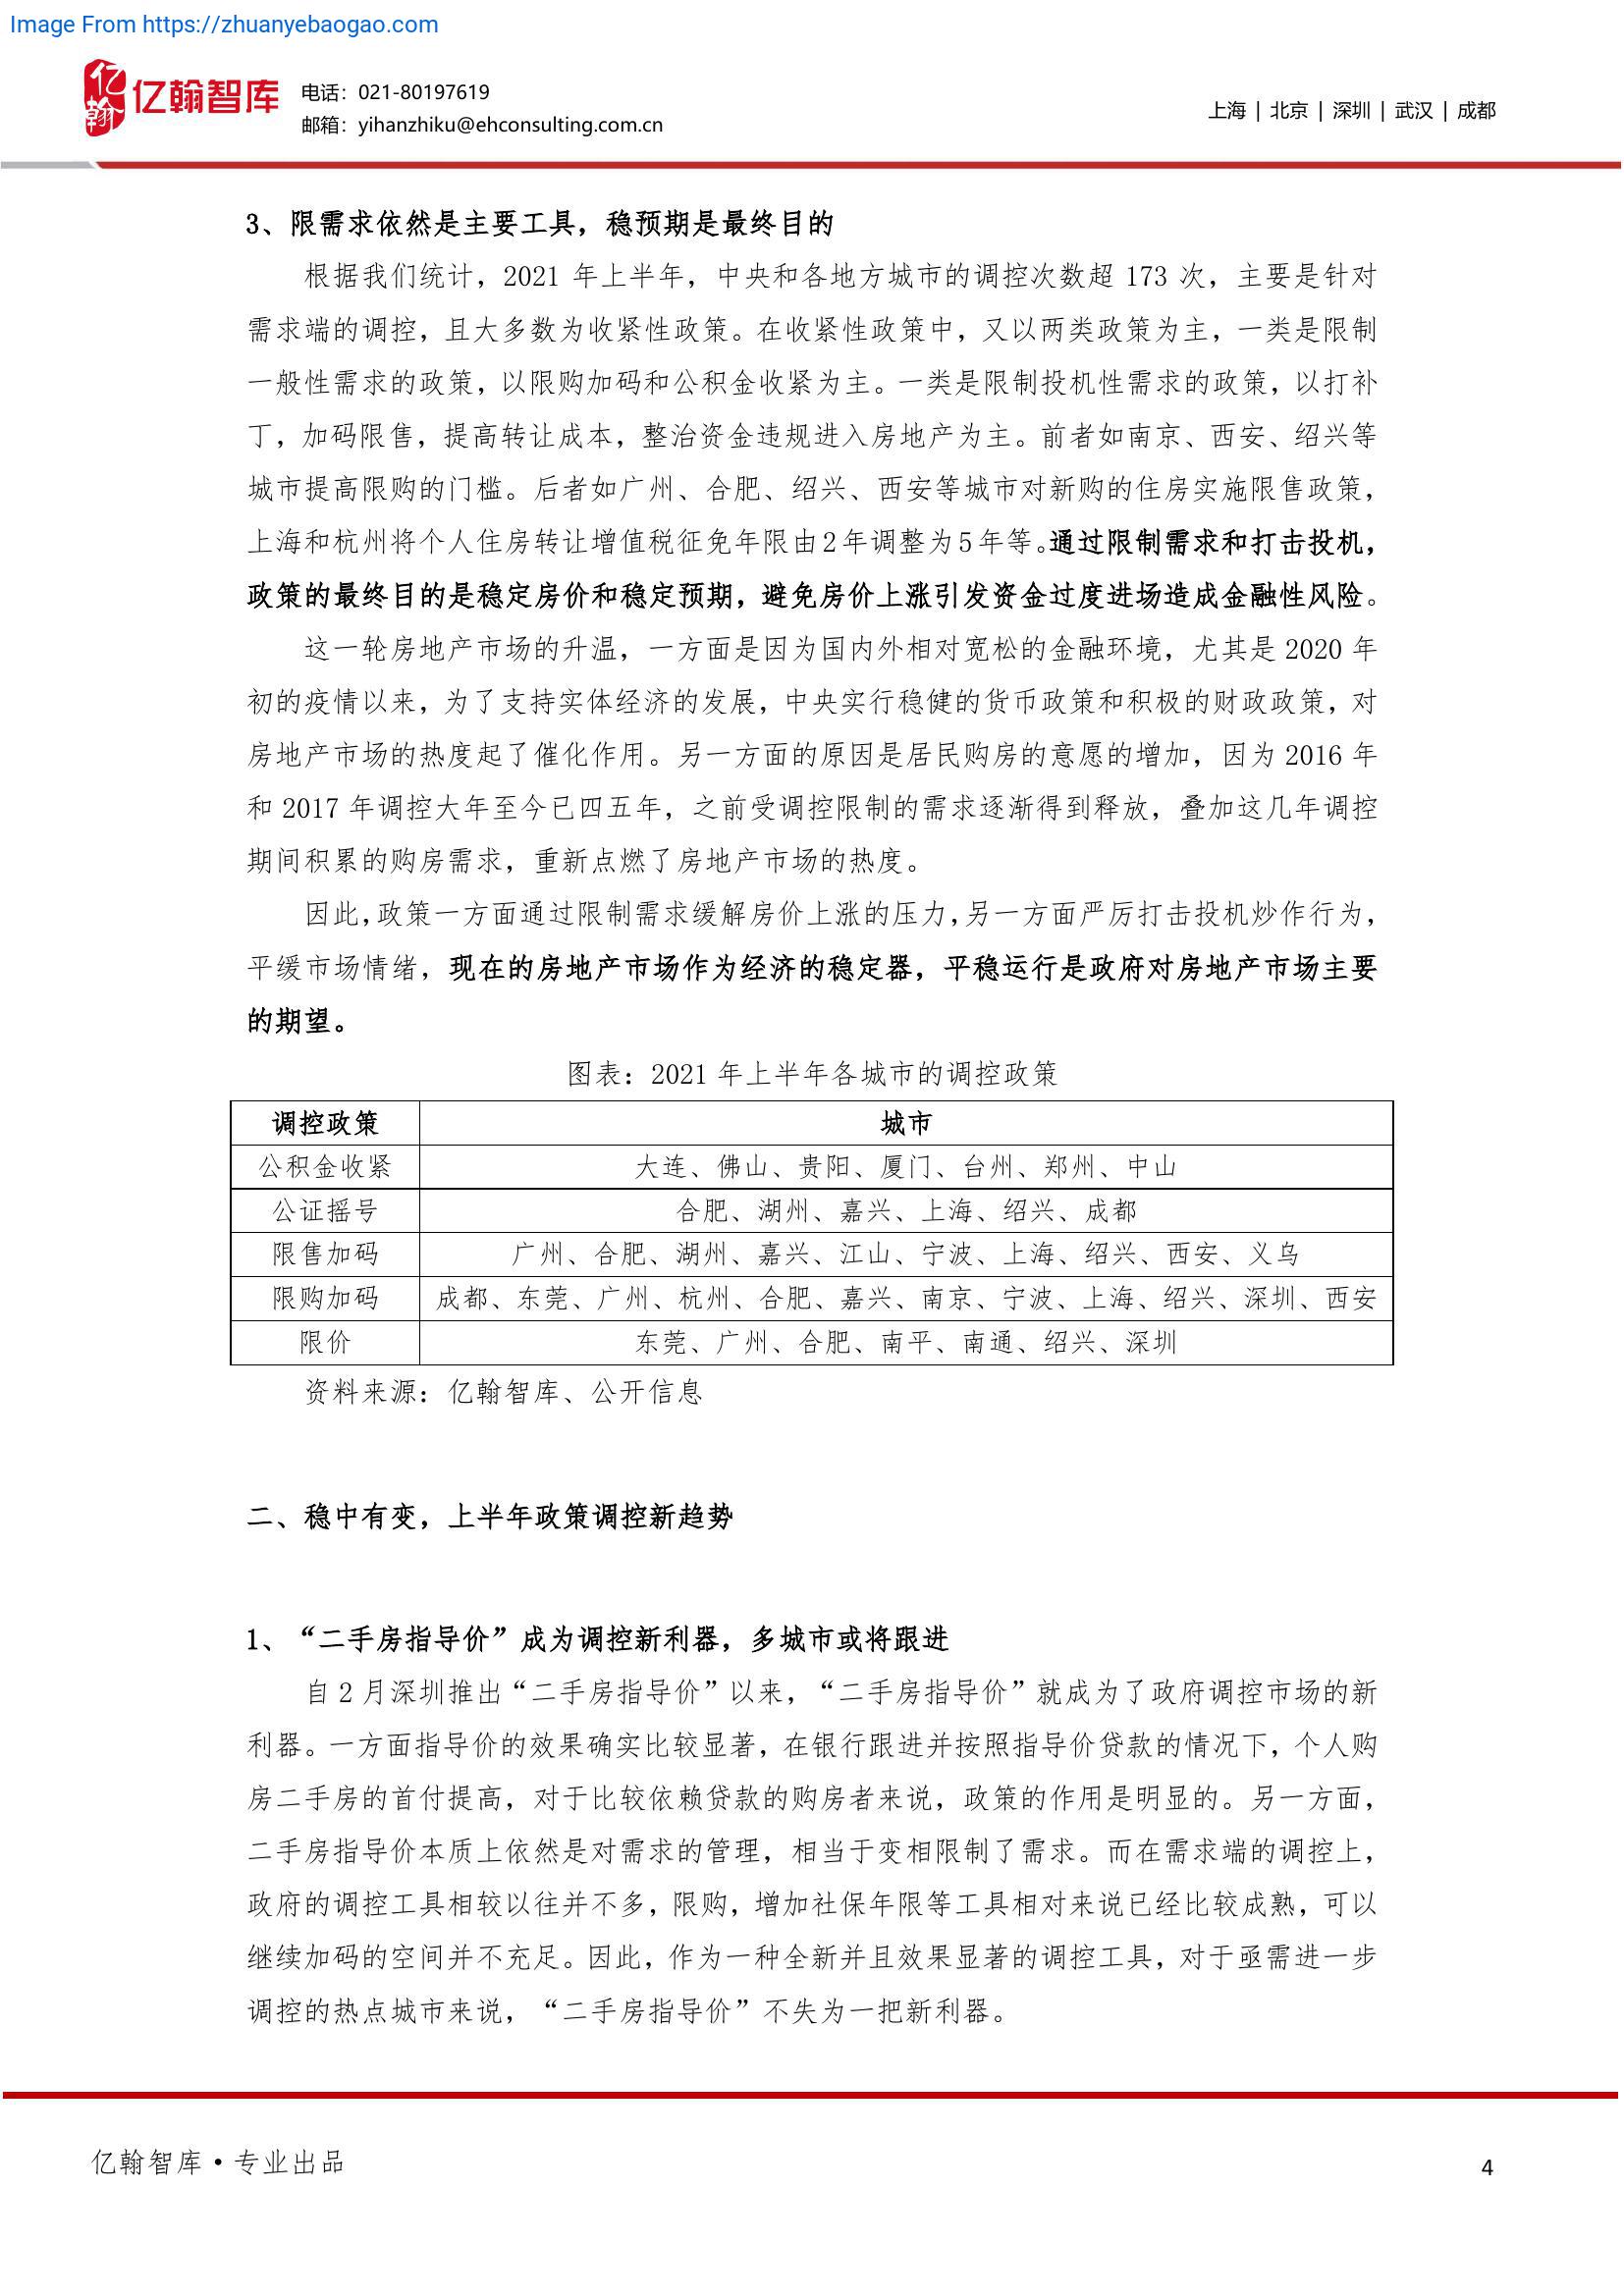 Image From https://zhuanyebaogao.com
亿翰
亿翰智库
电话：021-80197619
邮箱：yihanzhiku@ehconsulting.com.cn
上海 | 北京 | 深圳 | 武汉 | 成都
3、限需求依然是主要工具，稳预期是最终目的
根据我们统计，2021 年上半年，中央和各地方城市的调控次数超 173 次，主要是针对
需求端的调控，且大多数为收紧性政策。在收紧性政策中，又以两类政策为主，一类是限制
一般性需求的政策，以限购加码和公积金收紧为主。一类是限制投机性需求的政策，以打补
丁，加码限售，提高转让成本，整治资金违规进入房地产为主。前者如南京、西安、绍兴等
城市提高限购的门槛。后者如广州、合肥、绍兴、西安等城市对新购的住房实施限售政策，
上海和杭州将个人住房转让增值税征免年限由 2 年调整为 5 年等。通过限制需求和打击投机，
政策的最终目的是稳定房价和稳定预期，避免房价上涨引发资金过度进场造成金融性风险。
这一轮房地产市场的升温，一方面是因为国内外相对宽松的金融环境，尤其是 2020 年
初的疫情以来，为了支持实体经济的发展，中央实行稳健的货币政策和积极的财政政策，对
房地产市场的热度起了催化作用。另一方面的原因是居民购房的意愿的增加，因为 2016 年
和 2017 年调控大年至今已四五年，之前受调控限制的需求逐渐得到释放，叠加这几年调控
期间积累的购房需求，重新点燃了房地产市场的热度。
因此，政策一方面通过限制需求缓解房价上涨的压力，另一方面严厉打击投机炒作行为，
平缓市场情绪，现在的房地产市场作为经济的稳定器，平稳运行是政府对房地产市场主要
的期望。
图表：2021 年上半年各城市的调控政策
调控政策 城市
公积金收紧 大连、佛山、贵阳、厦门、台州、郑州、中山
公证摇号 合肥、湖州、嘉兴、上海、绍兴、成都
限售加码 广州、合肥、湖州、嘉兴、江山、宁波、上海、绍兴、西安、义乌
限购加码 成都、东莞、广州、杭州、合肥、嘉兴、南京、宁波、上海、绍兴、深圳、西安
限价 东莞、广州、合肥、南平、南通、绍兴、深圳
资料来源：亿翰智库、公开信息
二、稳中有变，上半年政策调控新趋势
1、“二手房指导价”成为调控新利器，多城市或将跟进
自 2 月深圳推出“二手房指导价”以来，“二手房指导价”就成为了政府调控市场的新
利器。一方面指导价的效果确实比较显著，在银行跟进并按照指导价贷款的情况下，个人购
房二手房的首付提高，对于比较依赖贷款的购房者来说，政策的作用是明显的。另一方面，
二手房指导价本质上依然是对需求的管理，相当于变相限制了需求。而在需求端的调控上，
政府的调控工具相较以往并不多，限购，增加社保年限等工具相对来说已经比较成熟，可以
继续加码的空间并不充足。因此，作为一种全新并且效果显著的调控工具，对于亟需进一步
调控的热点城市来说，“二手房指导价”不失为一把新利器。
亿翰智库•专业出品
4